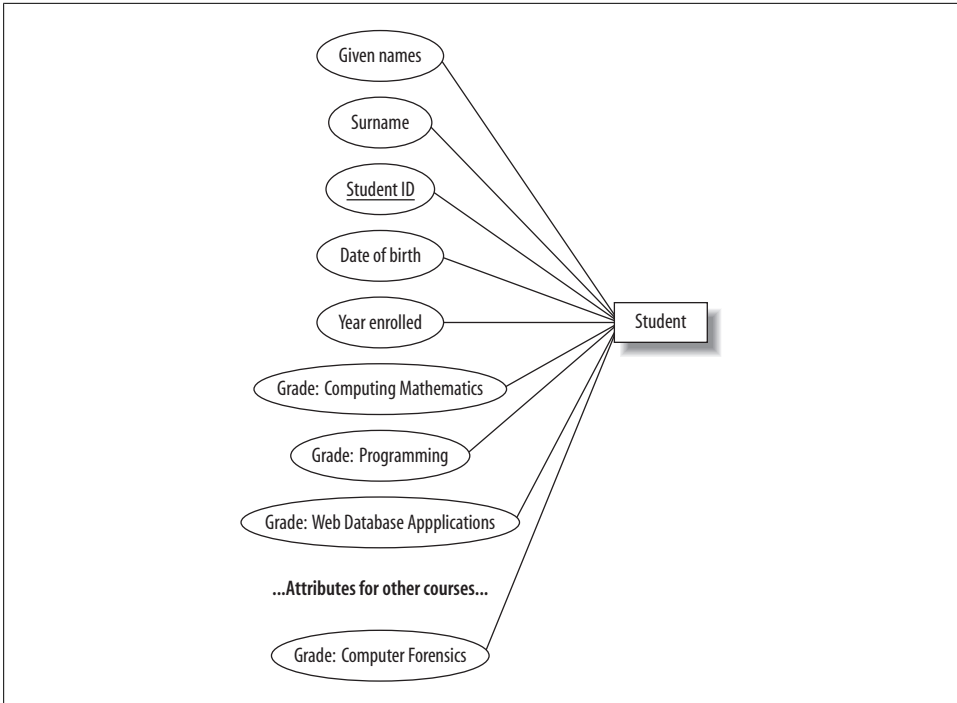 Given names
Surname
Student ID
Date of birth
Year enrolled
Student
Grade: Computing Mathematics
Grade: Programming
Grade: Web Database Appplications
...Attributes for other courses...
Grade: Computer Forensics